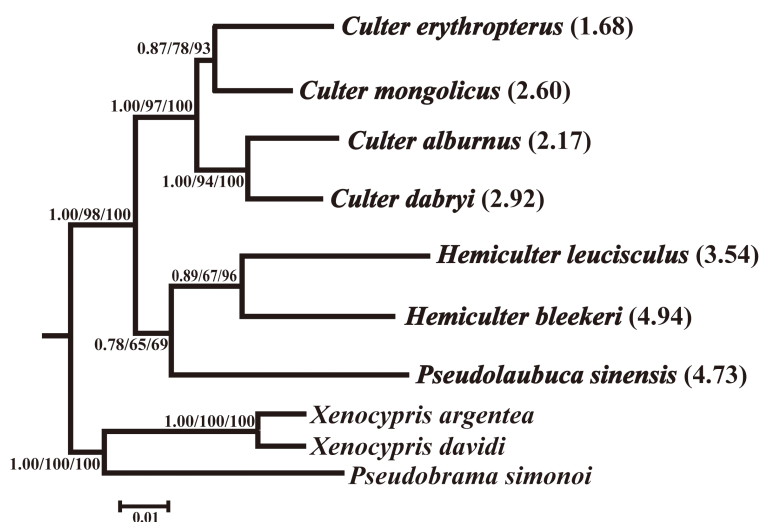 Culter erythropterus (1.68)
0.87/78/93
Culter mongolicus (2.60)
1.00/97/100
Culter alburnus (2.17)
1.00/94/100
Culter dabryi (2.92)
1.00/98/100
Hemiculter leucisculus (3.54)
0.89/67/96
Hemiculter bleekeri (4.94)
0.78/65/69
Pseudolaubuca sinensis (4.73)
Xenocypris argentea
1.00/100/100
Xenocypris davidi
1.00/100/100
Pseudobrama simonoi
0.01